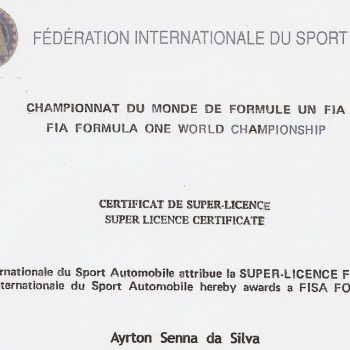 FÉDÉRATION INTERNATIONALE DU SPORT
CHAMPIONNAT DU MONDE DE FORMULE UN FIA
FIA FORMULA ONE WORLD CHAMPIONSHIP
CERTIFICAT DE SUPER-LICENCE
SUPER LICENCE CERTIFICATE
ernationale du Sport Automobile attribue la SUPER-LICENCE F
nternationale du Sport Automobile hereby awards a FISA FO
Ayrton Senna da Silva